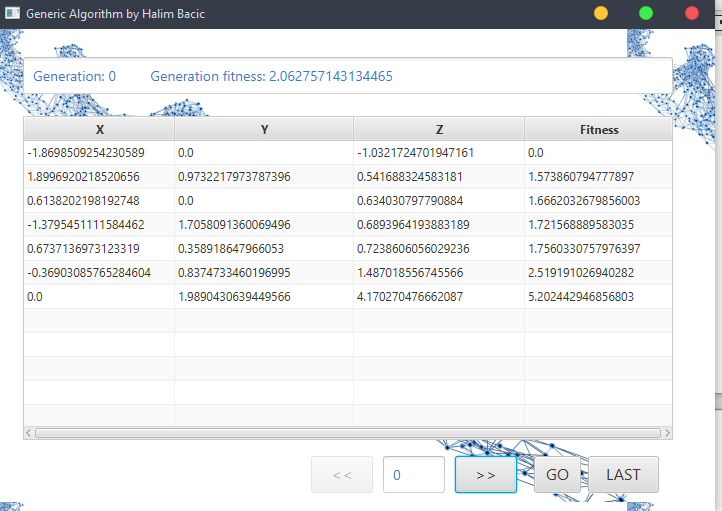 Generic Algorithm by Halim Bacic
Generation: 0 Generation fitness: 2.062757143134465
X Y Z Fitness
-1.8698509254230589 0.0 -1.0321724701947161 0.0
1.8996920218520656 0.9732217973787396 0.541688324583181 1.573860794777897
0.6138202198192748 0.0 0.634030797790884 1.6662032679856003
-1.3795451111584462 1.7058091360069496 0.6893964193883189 1.721568889583035
0.6737136973123319 0.358918647966053 0.7238606056029236 1.7560330757976397
-0.36903085765284604 0.8374733460196995 1.487018556745566 2.519191026940282
0.0 1.9890430639449566 4.170270476662087 5.202442946856803
<< 0 >> GO LAST